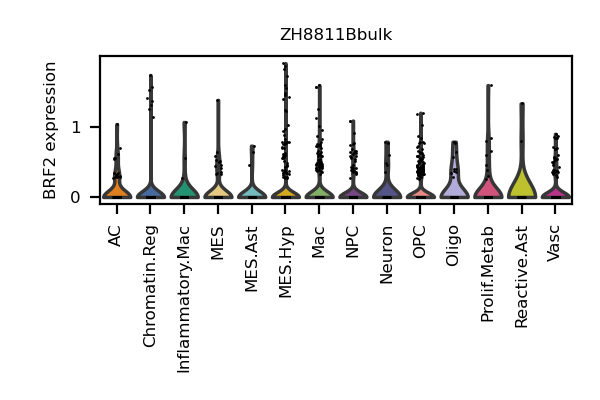 ZH8811Bbulk
BRF2 expression
1
0
AC
Chromatin.Reg
Inflammatory.Mac
MES
MES.Ast
MES.Hyp
Mac
NPC
Neuron
OPC
Oligo
Prolif.Metab
Reactive.Ast
Vasc